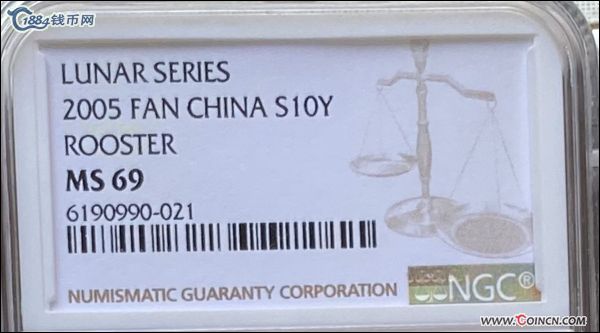 1884钱币网
LUNAR SERIES
2005 FAN CHINA S10Y
ROOSTER
MS 69
6190990-021
NGC®
NUMISMATIC GUARANTY CORPORATION
www.COINCN.com